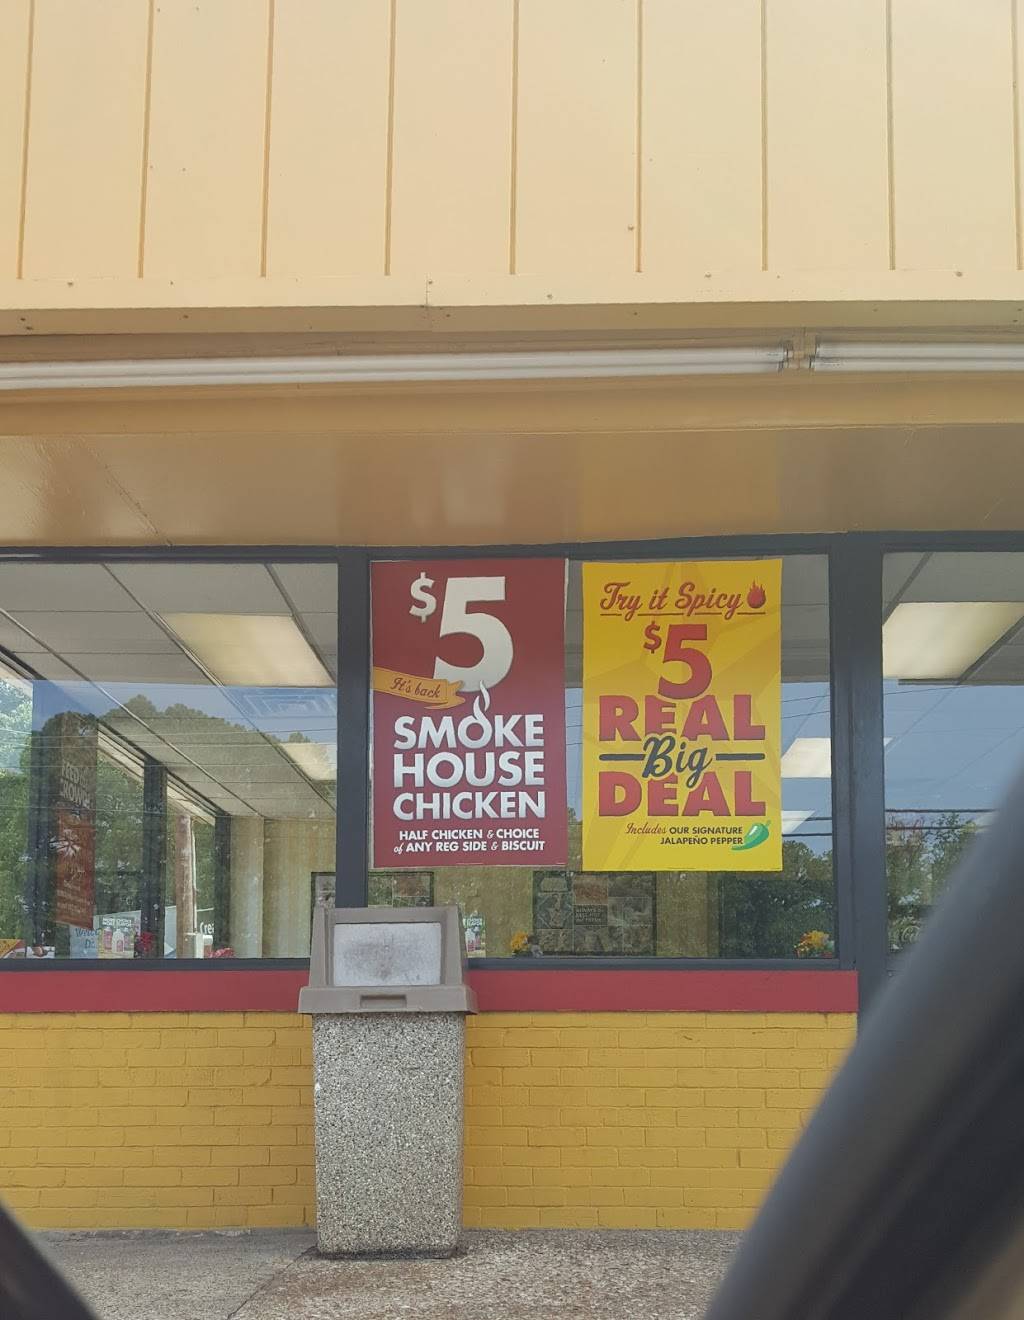 $5
It's back
SMOKE
HOUSE
CHICKEN
HALF CHICKEN & CHOICE
of ANY REG SIDE & BISCUIT
Try it Spicy
$5
REAL
Big
DEAL
Includes OUR SIGNATURE
JALAPEÑO PEPPER